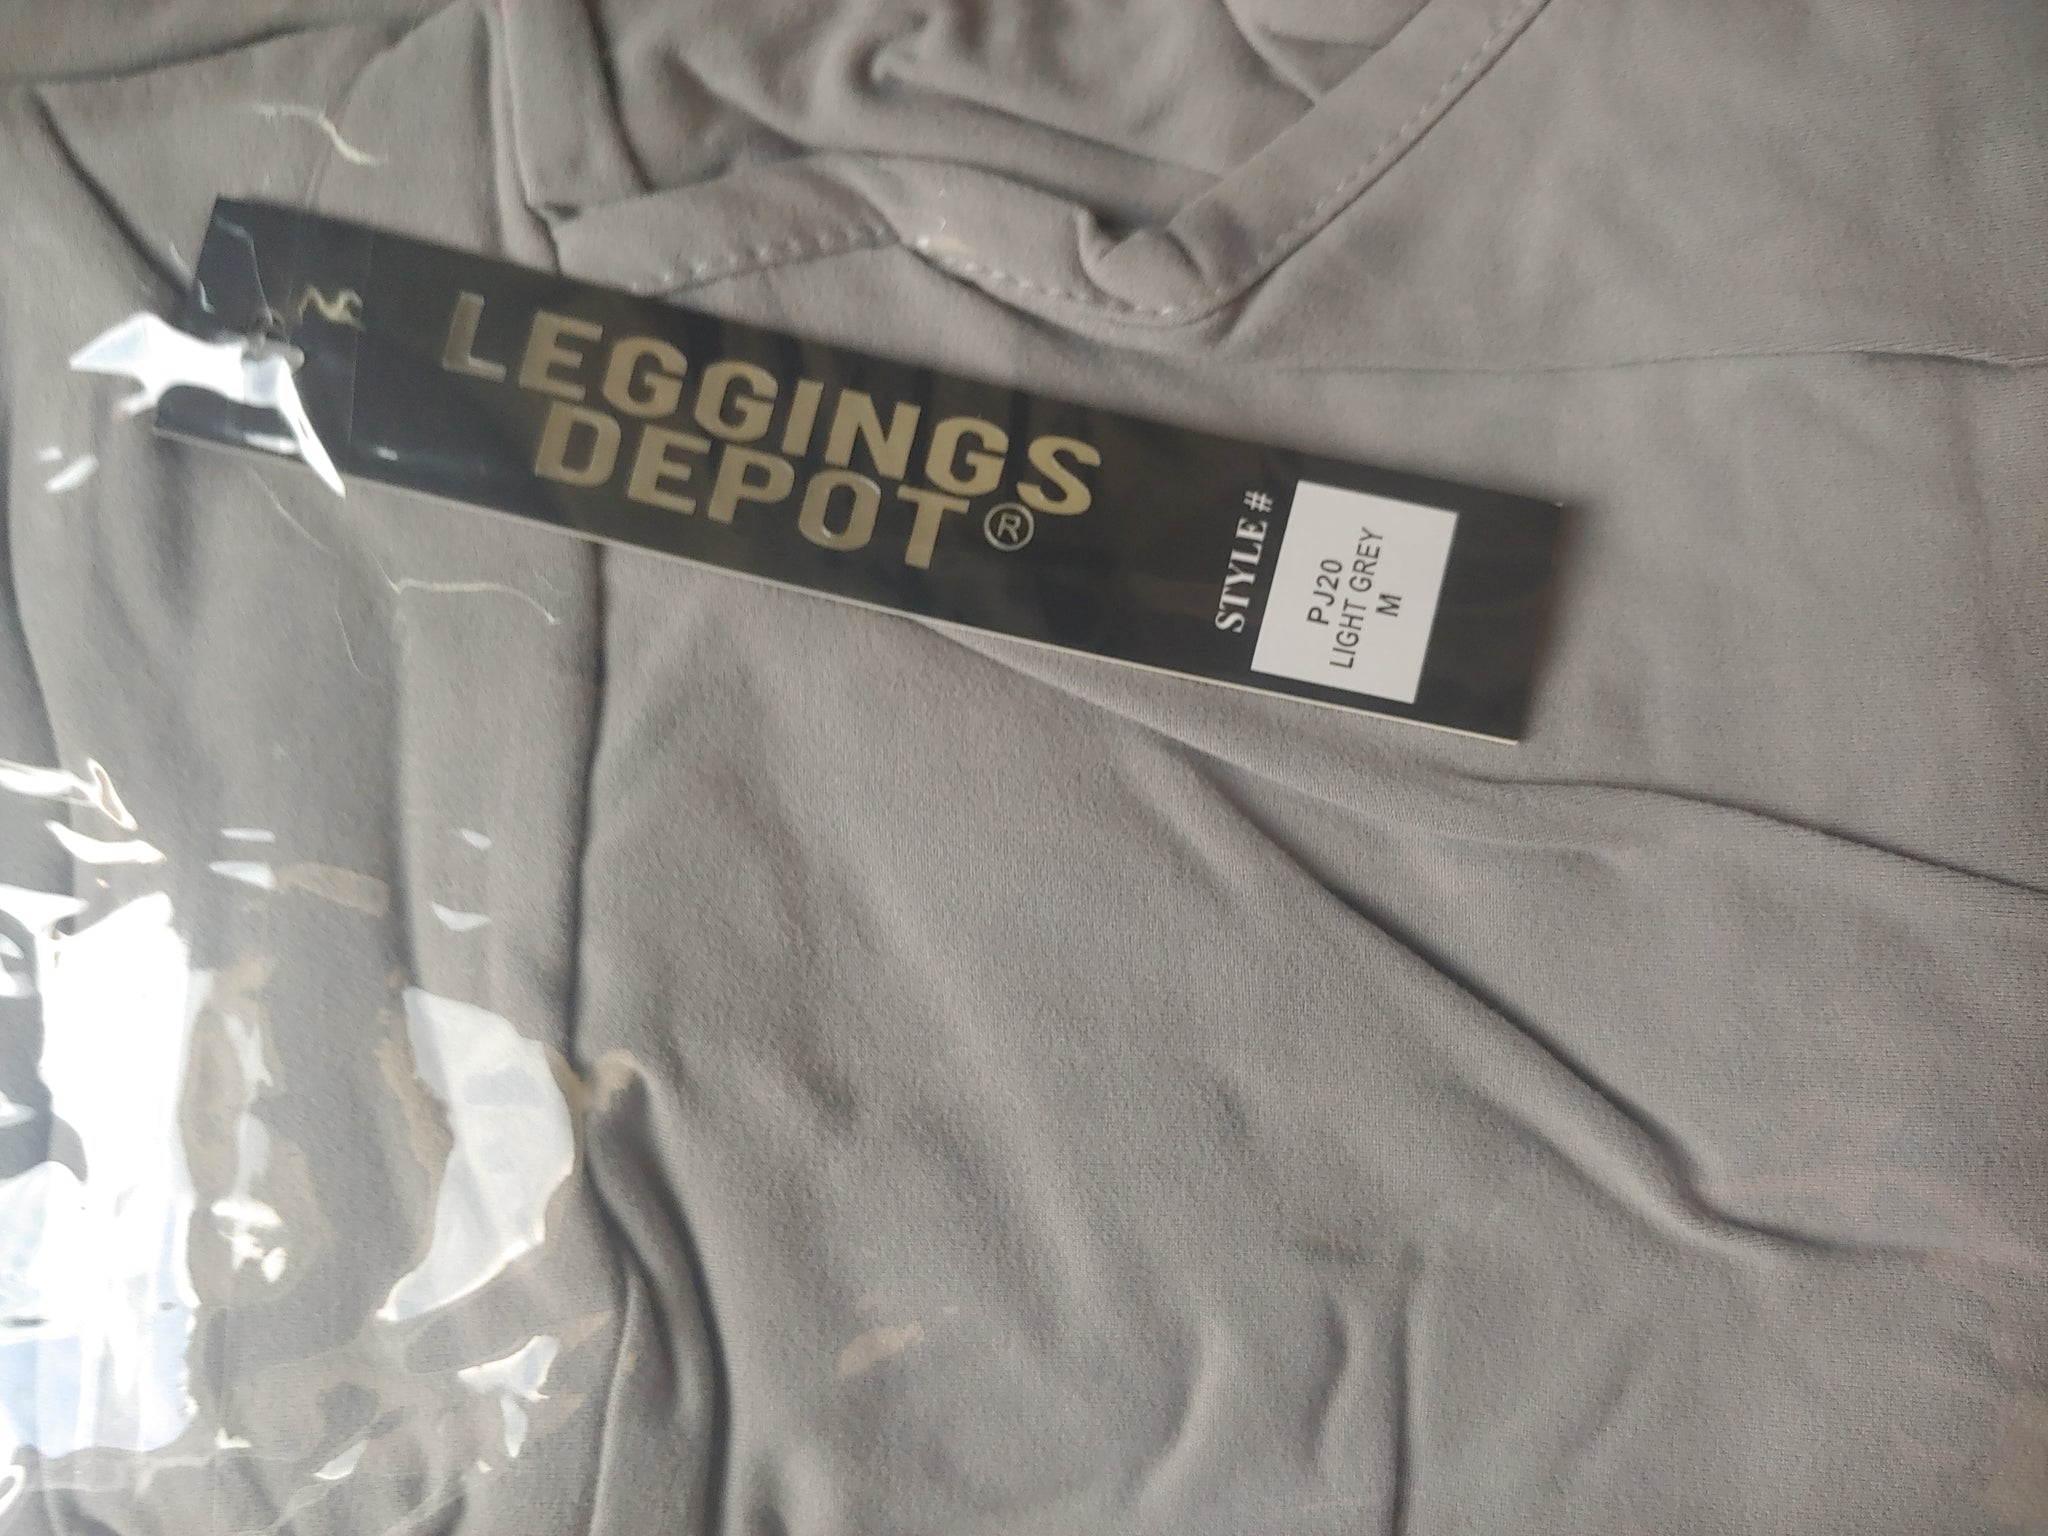 LEGGINGS
DEPOT®
STYLE #
PJ20
LIGHT GREY
M